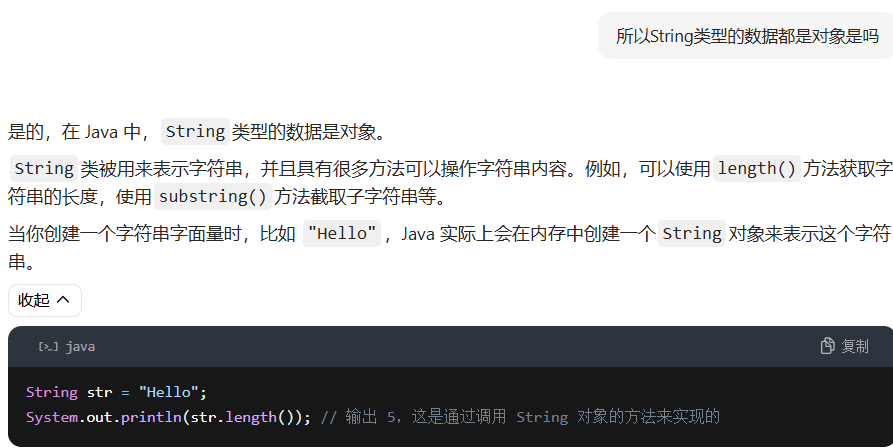 所以String类型的数据都是对象是吗
是的，在 Java 中， String 类型的数据是对象。
String 类被用来表示字符串，并且具有很多方法可以操作字符串内容。例如，可以使用 length() 方法获取字
符串的长度，使用 substring() 方法截取子字符串等。
当你创建一个字符串字面量时，比如 "Hello" ，Java 实际上会在内存中创建一个 String 对象来表示这个字符
串。
收起
java 复制
String str = "Hello";
System.out.println(str.length()); // 输出 5，这是通过调用 String 对象的方法来实现的